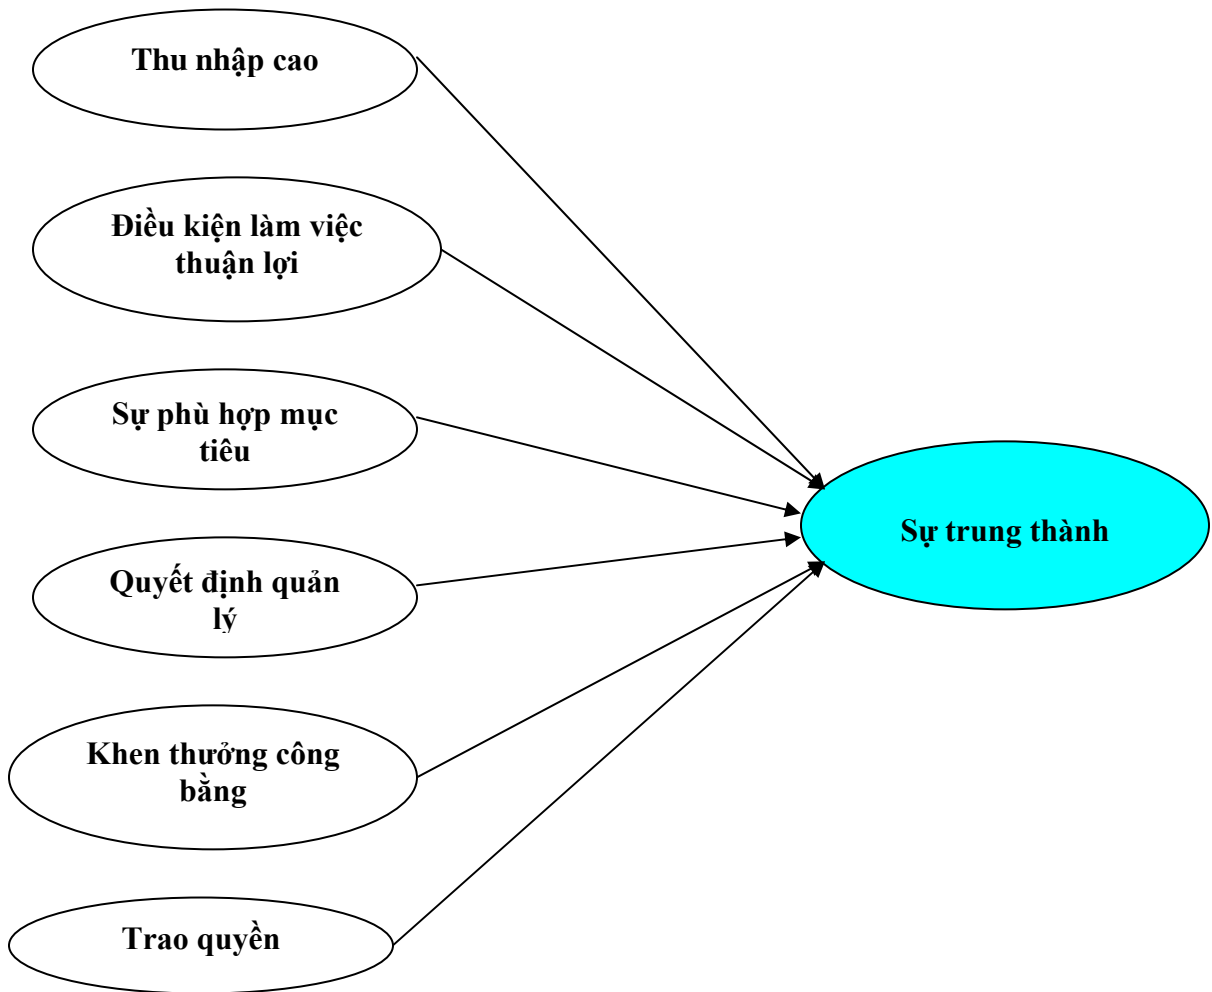 Thu nhập cao
Điều kiện làm việc
thuận lợi
Sự phù hợp mục
tiêu
Sự trung thành
Quyết định quản
lý
Khen thưởng công
bằng
Trao quyền